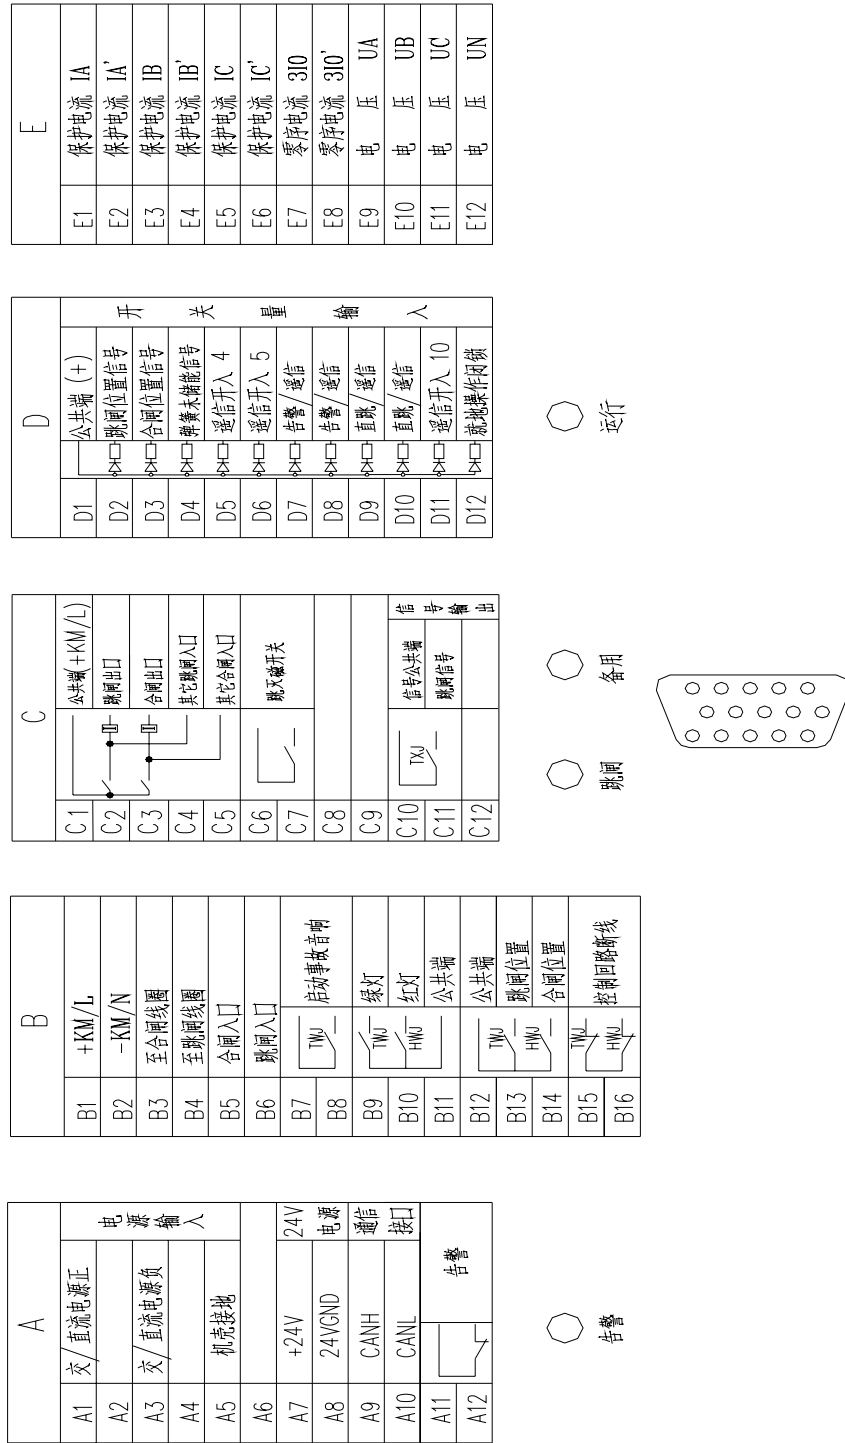 A
A1 交/直流电源正
A2
A3 交/直流电源负
A4
A5 机壳接地
电源输入
A6
A7 +24V
A8 24VGND
24V
电源
A9 CANH
A10 CANL
通信
接口
A11
A12
告警
B
B1 +KM/L
B2 -KM/N
B3 至合闸线圈
B4 至跳闸线圈
B5 合闸入口
B6 跳闸入口
B7
B8
TWJ
启动事故音响
B9 绿灯
B10 红灯
B11 公共端
TWJ
HWJ
B12 公共端
B13 跳闸位置
B14 合闸位置
TWJ
HWJ
B15
B16
TWJ
HWJ
控制回路断线
C
C1 公共端(+KM/L)
C2 跳闸出口
C3 合闸出口
C4 其它跳闸入口
C5 其它合闸入口
C6
C7
跳灭磁开关
C8
C9
C10 信号公共端
C11 跳闸信号
TXJ
C12
信号输出
D
D1 公共端 (+)
D2 跳闸位置信号
D3 合闸位置信号
D4 弹簧未储能信号
D5 遥信开入 4
D6 遥信开入 5
D7 告警/遥信
D8 告警/遥信
D9 直跳/遥信
D10 直跳/遥信
D11 遥信开入 10
D12 就地操作闭锁
开关量输入
E
E1 保护电流 IA
E2 保护电流 IA'
E3 保护电流 IB
E4 保护电流 IB'
E5 保护电流 IC
E6 保护电流 IC'
E7 零序电流 3I0
E8 零序电流 3I0'
E9 电 压 UA
E10 电 压 UB
E11 电 压 UC
E12 电 压 UN
告警
跳闸
备用
运行